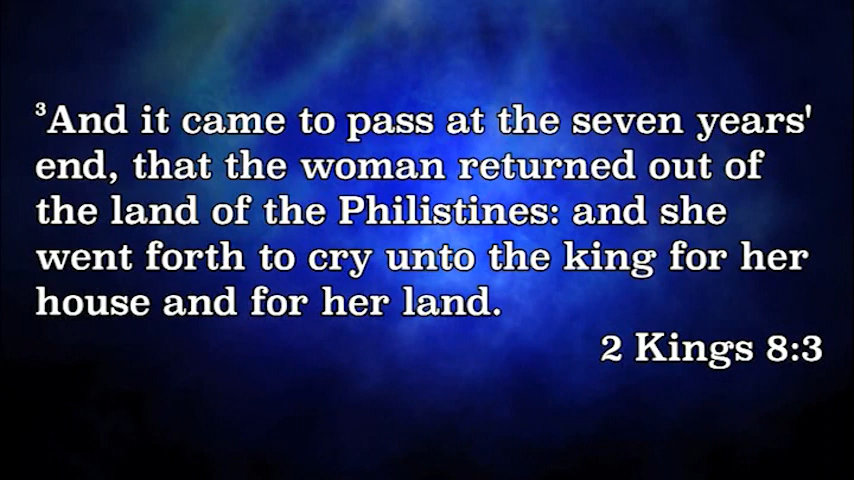 ³And it came to pass at the seven years'
end, that the woman returned out of
the land of the Philistines: and she
went forth to cry unto the king for her
house and for her land.
2 Kings 8:3